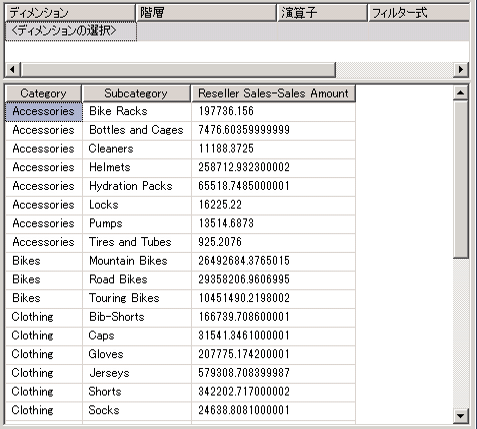 ディメンション 階層 演算子 フィルター式
<ディメンションの選択>
Category Subcategory Reseller Sales-Sales Amount
Accessories Bike Racks 197736.156
Accessories Bottles and Cages 7476.60359999999
Accessories Cleaners 11188.3725
Accessories Helmets 258712.932300002
Accessories Hydration Packs 65518.7485000001
Accessories Locks 16225.22
Accessories Pumps 13514.6873
Accessories Tires and Tubes 925.2076
Bikes Mountain Bikes 26492684.3765015
Bikes Road Bikes 29358206.9606995
Bikes Touring Bikes 10451490.2198002
Clothing Bib-Shorts 166739.708600001
Clothing Caps 31541.3461000001
Clothing Gloves 207775.174200001
Clothing Jerseys 579308.708399987
Clothing Shorts 342202.717000002
Clothing Socks 24638.8081000001